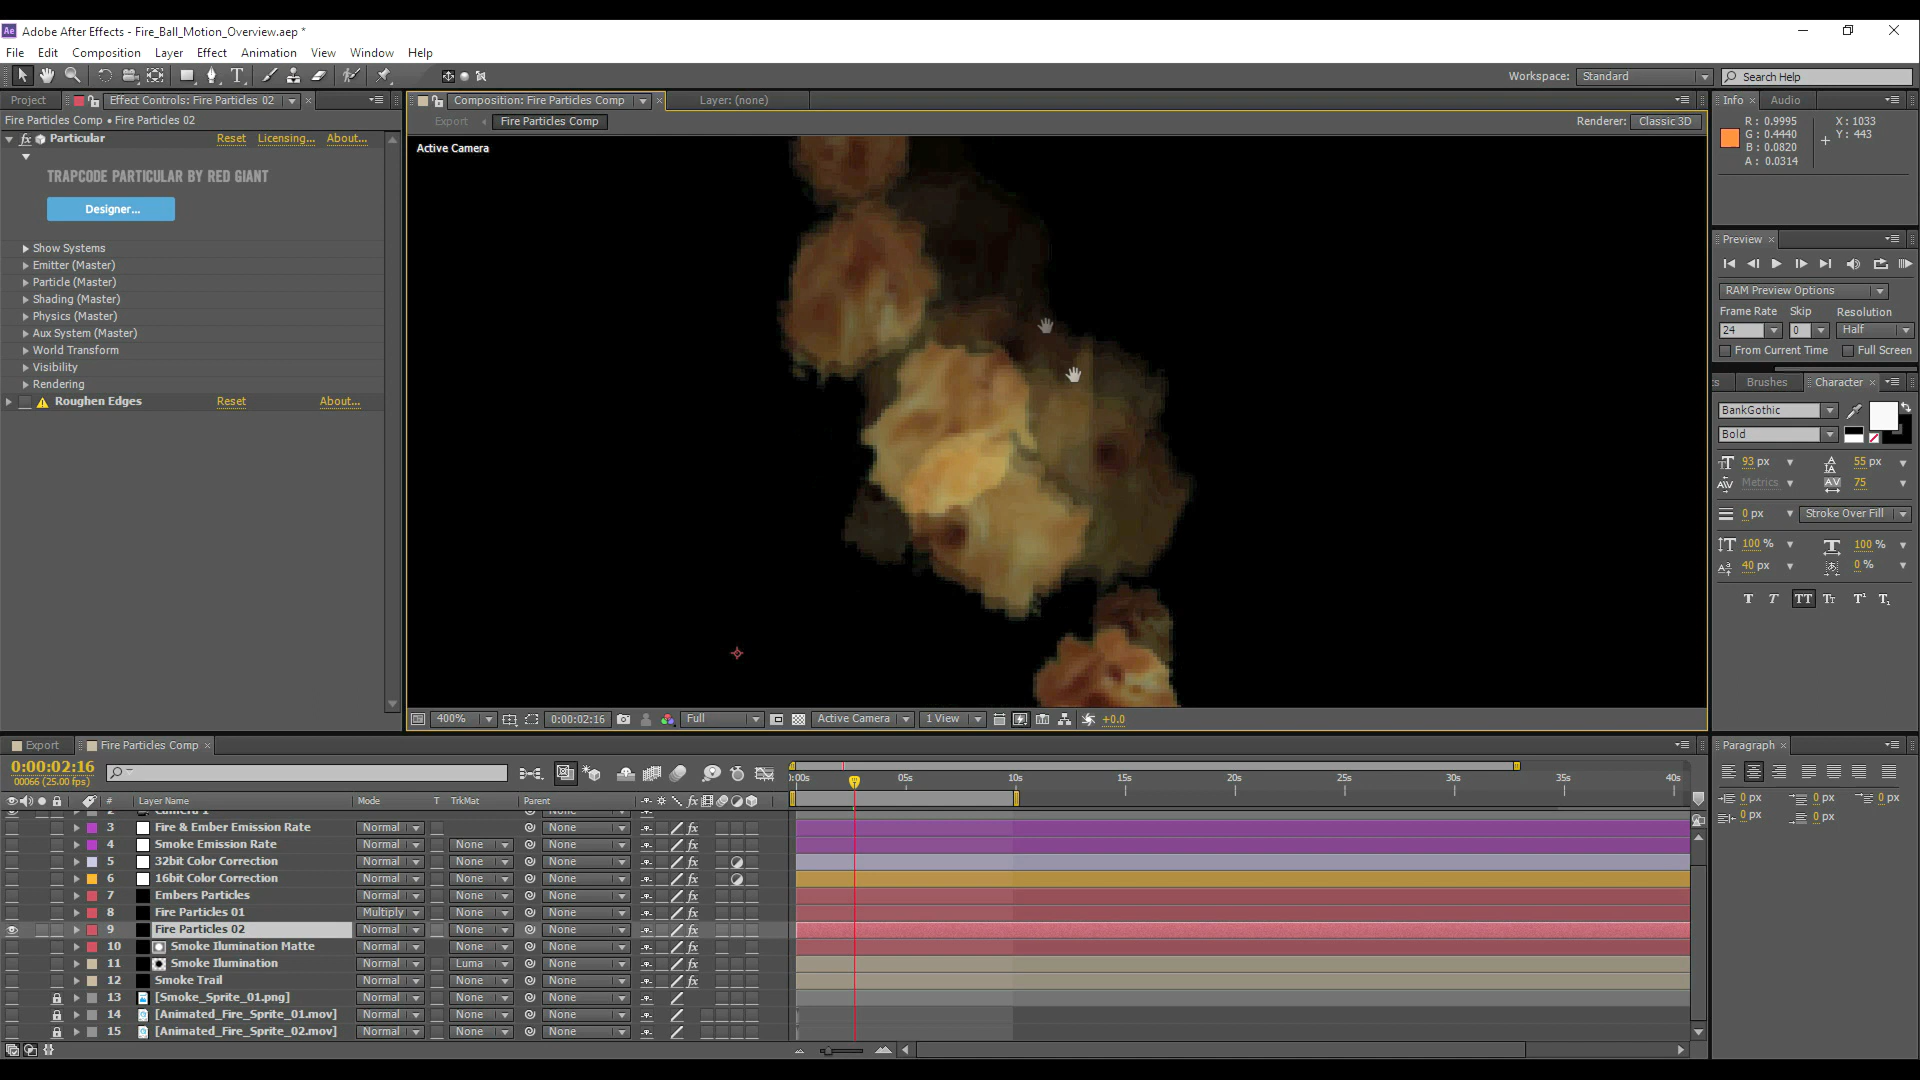 Adobe After Effects - Fire_Ball_Motion_Overview.aep *
File Edit Composition Layer Effect Animation View Window Help
Workspace: Standard Search Help
Project Effect Controls: Fire Particles 02
Composition: Fire Particles Comp Layer: (none)
Info Audio
Fire Particles Comp • Fire Particles 02
Export Fire Particles Comp
Renderer: Classic 3D
R: 0.9995
G: 0.4440
B: 0.0820
A: 0.0314
X: 1033
Y: 443
fx Particular Reset Licensing... About...
TRAPCODE PARTICULAR BY RED GIANT
Designer...
Show Systems
Emitter (Master)
Particle (Master)
Shading (Master)
Physics (Master)
Aux System (Master)
World Transform
Visibility
Rendering
Roughen Edges Reset About...
Active Camera
Preview
RAM Preview Options
Frame Rate Skip Resolution
24 0 Half
From Current Time Full Screen
Brushes Character
BankGothic
Bold
93 px 55 px
Metrics 75
0 px Stroke Over Fill
100 % 100 %
40 px 0 %
T T TT Tt T¹ T₁
400% 0:00:02:16 Full Active Camera 1 View +0.0
Export Fire Particles Comp
0:00:02:16
00066 (25.00 fps)
:00s 05s 10s 15s 20s 25s 30s 35s 40s
# Layer Name Mode T TrkMat Parent
3 Fire & Ember Emission Rate Normal None
4 Smoke Emission Rate Normal None None
5 32bit Color Correction Normal None None
6 16bit Color Correction Normal None None
7 Embers Particles Normal None None
8 Fire Particles 01 Multiply None None
9 Fire Particles 02 Normal None None
10 Smoke Ilumination Matte Normal None None
11 Smoke Ilumination Normal Luma None
12 Smoke Trail Normal None None
13 [Smoke_Sprite_01.png] Normal None None
14 [Animated_Fire_Sprite_01.mov] Normal None None
15 [Animated_Fire_Sprite_02.mov] Normal None None
Paragraph
0 px 0 px 0 px
0 px 0 px